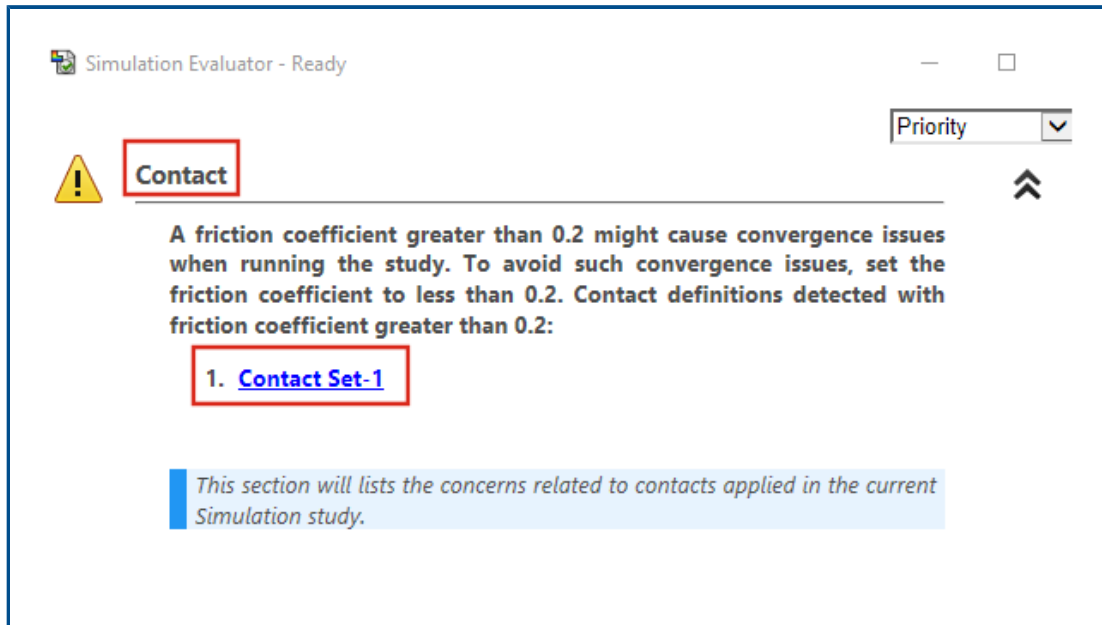 Simulation Evaluator - Ready
Priority
Contact
A friction coefficient greater than 0.2 might cause convergence issues
when running the study. To avoid such convergence issues, set the
friction coefficient to less than 0.2. Contact definitions detected with
friction coefficient greater than 0.2:
1. Contact Set-1
This section will lists the concerns related to contacts applied in the current
Simulation study.